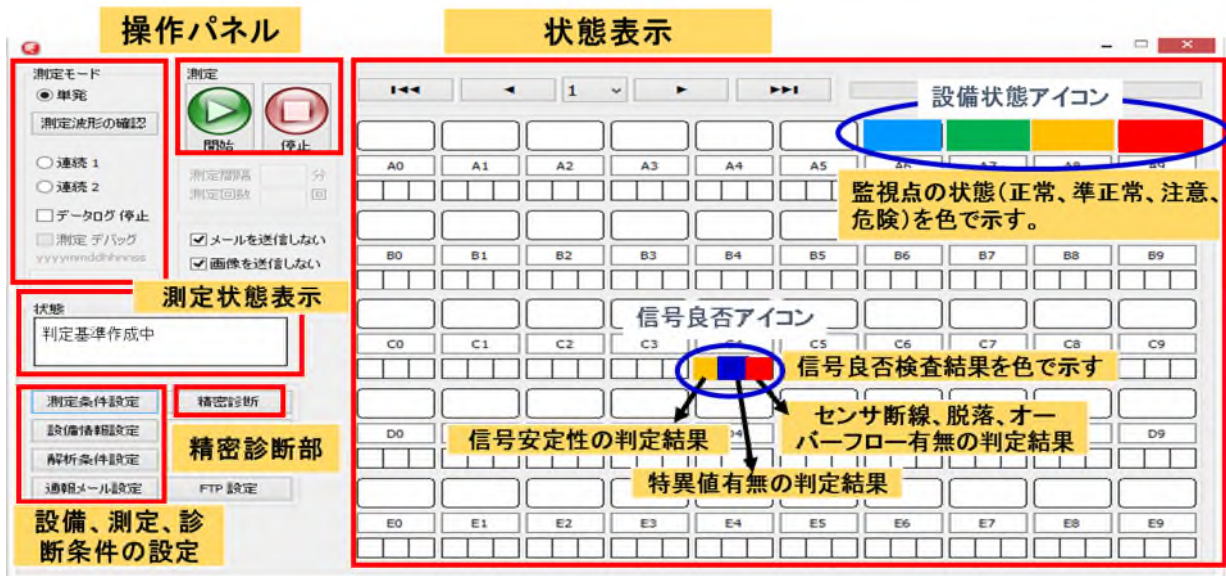 操作パネル
状態表示
測定モード
単発
測定波形の確認
連続 1
連続 2
データログ 停止
測定 デバッグ
yyyymmddhhnnss
測定
開始
停止
測定間隔 分
測定回数 回
メールを送信しない
画像を送信しない
測定状態表示
状態
判定基準作成中
測定条件設定
精密診断
設備情報設定
解析条件設定
通報メール設定
FTP 設定
精密診断部
設備、測定、診
断条件の設定
1
設備状態アイコン
A0 A1 A2 A3 A4 A5 A6 A7 A8 A9
監視点の状態(正常、準正常、注意、
危険)を色で示す。
B0 B1 B2 B3 B4 B5 B6 B7 B8 B9
信号良否アイコン
C0 C1 C2 C3 C4 C5 C6 C7 C8 C9
信号良否検査結果を色で示す
センサ断線、脱落、オー
バーフロー有無の判定結果
信号安定性の判定結果
D0 D4 D9
特異値有無の判定結果
E0 E1 E2 E3 E4 E5 E6 E7 E8 E9